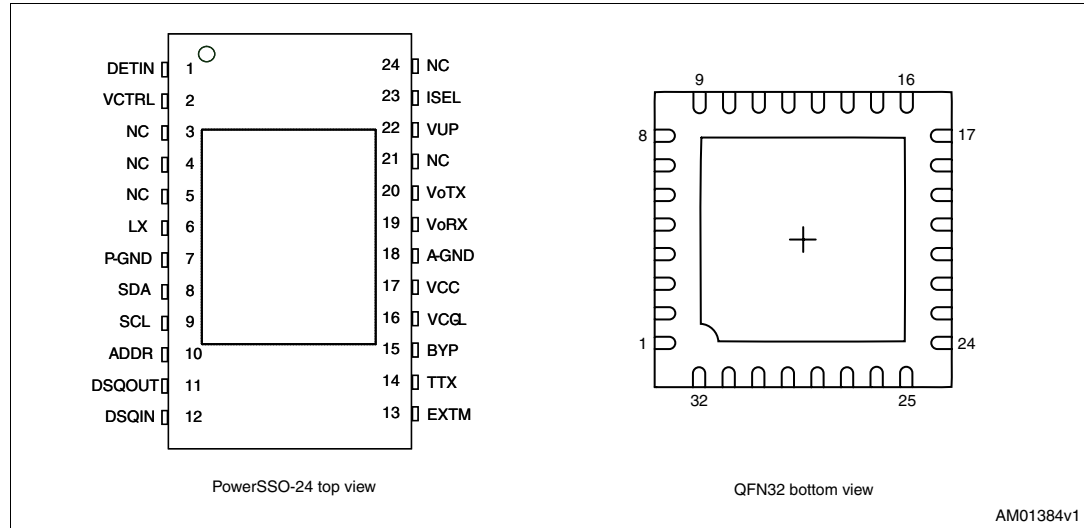 DETIN 1
VCTRL 2
NC 3
NC 4
NC 5
LX 6
P-GND 7
SDA 8
SCL 9
ADDR 10
DSQOUT 11
DSQIN 12
24 NC
23 ISEL
22 VUP
21 NC
20 VoTX
19 VoRX
18 A-GND
17 VCC
16 VCC-L
15 BYP
14 TTX
13 EXTM
PowerSSO-24 top view
9 16
8 17
1 24
32 25
QFN32 bottom view
AM01384v1